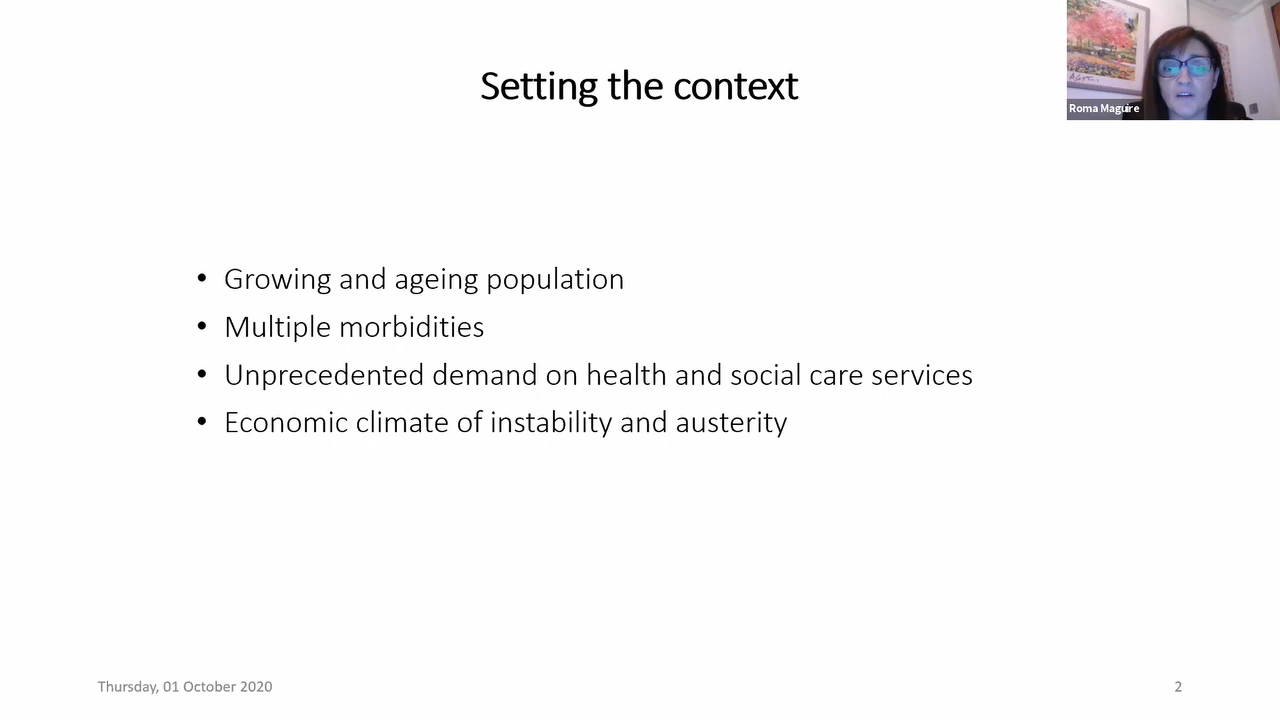 Setting the context
Roma Maguire
• Growing and ageing population
• Multiple morbidities
• Unprecedented demand on health and social care services
• Economic climate of instability and austerity
Thursday, 01 October 2020
2